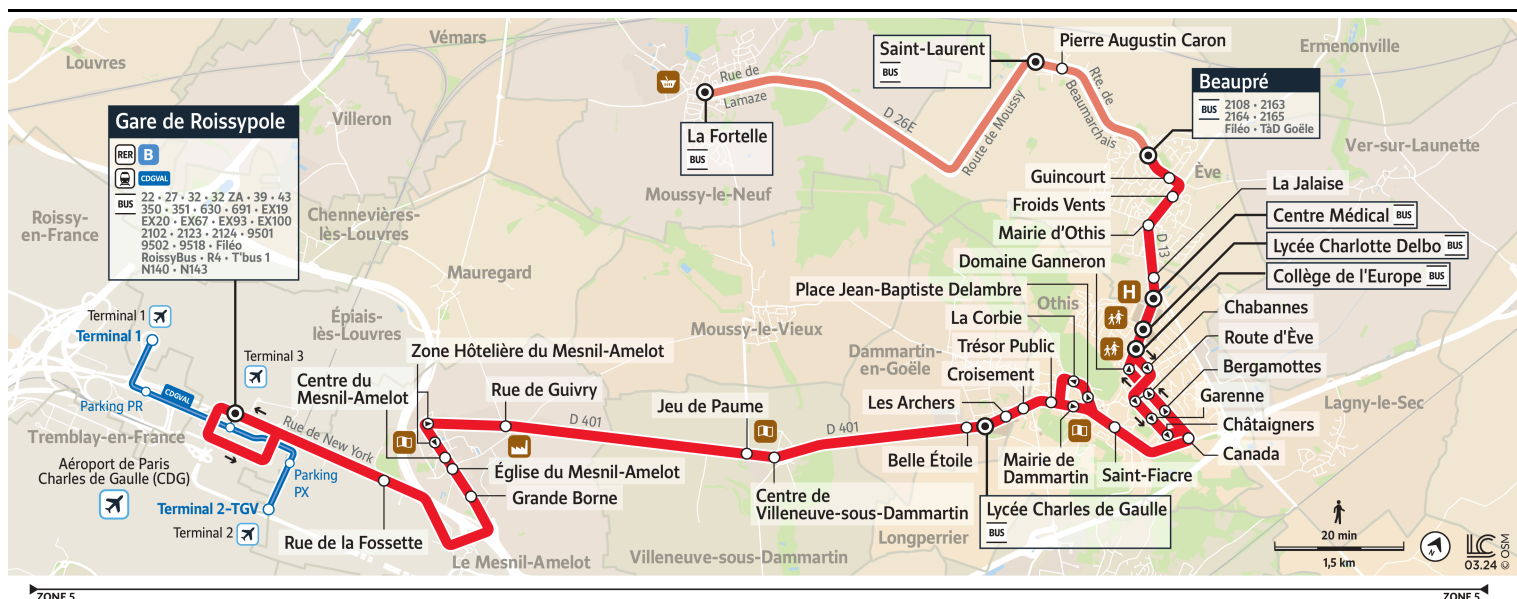 Louvres
Vémars
Villeron
Roissy-
en-France
Chennevières-
lès-Louvres
Mauregard
Épiais-
lès-Louvres
Tremblay-en-France
Le Mesnil-Amelot
Moussy-le-Neuf
Moussy-le-Vieux
Villeneuve-sous-Dammartin
Longperrier
Dammartin-
en-Goële
Othis
Ève
Ermenonville
Ver-sur-Launette
Lagny-le-Sec
Gare de Roissypole
RER B
CDGVAL
BUS
22 • 27 • 32 • 32 ZA • 39 • 43
350 • 351 • 630 • 691 • EX19
EX20 • EX67 • EX93 • EX100
2102 • 2123 • 2124 • 9501
9502 • 9518 • Filéo
RoissyBus • R4 • T'bus 1
N140 • N143
Terminal 1
Terminal 1
Parking PR
CDGVAL
Terminal 3
Aéroport de Paris
Charles de Gaulle (CDG)
Parking
PX
Terminal 2-TGV
Terminal 2
Rue de New York
Rue de la Fossette
Centre du
Mesnil-Amelot
Zone Hôtelière du Mesnil-Amelot
Église du Mesnil-Amelot
Grande Borne
Rue de Guivry
D 401
Jeu de Paume
Centre de
Villeneuve-sous-Dammartin
D 401
Belle Étoile
Lycée Charles de Gaulle
BUS
Les Archers
Croisement
Trésor Public
La Corbie
Place Jean-Baptiste Delambre
Domaine Ganneron
Mairie de
Dammartin
Saint-Fiacre
Canada
Châtaigners
Garenne
Bergamottes
Route d'Ève
Chabannes
Collège de l'Europe BUS
Lycée Charlotte Delbo BUS
Centre Médical BUS
La Jalaise
H
D 13
Mairie d'Othis
Froids Vents
Guincourt
Beaupré
BUS
2108 • 2163
2164 • 2165
Filéo • TàD Goële
Rte. de
Beaumarchais
Pierre Augustin Caron
Saint-Laurent
BUS
Route de Moussy
D 26E
Rue de
Lamaze
La Fortelle
BUS
20 min
1,5 km
N
LC
03.24
© OSM
ZONE 5
ZONE 5